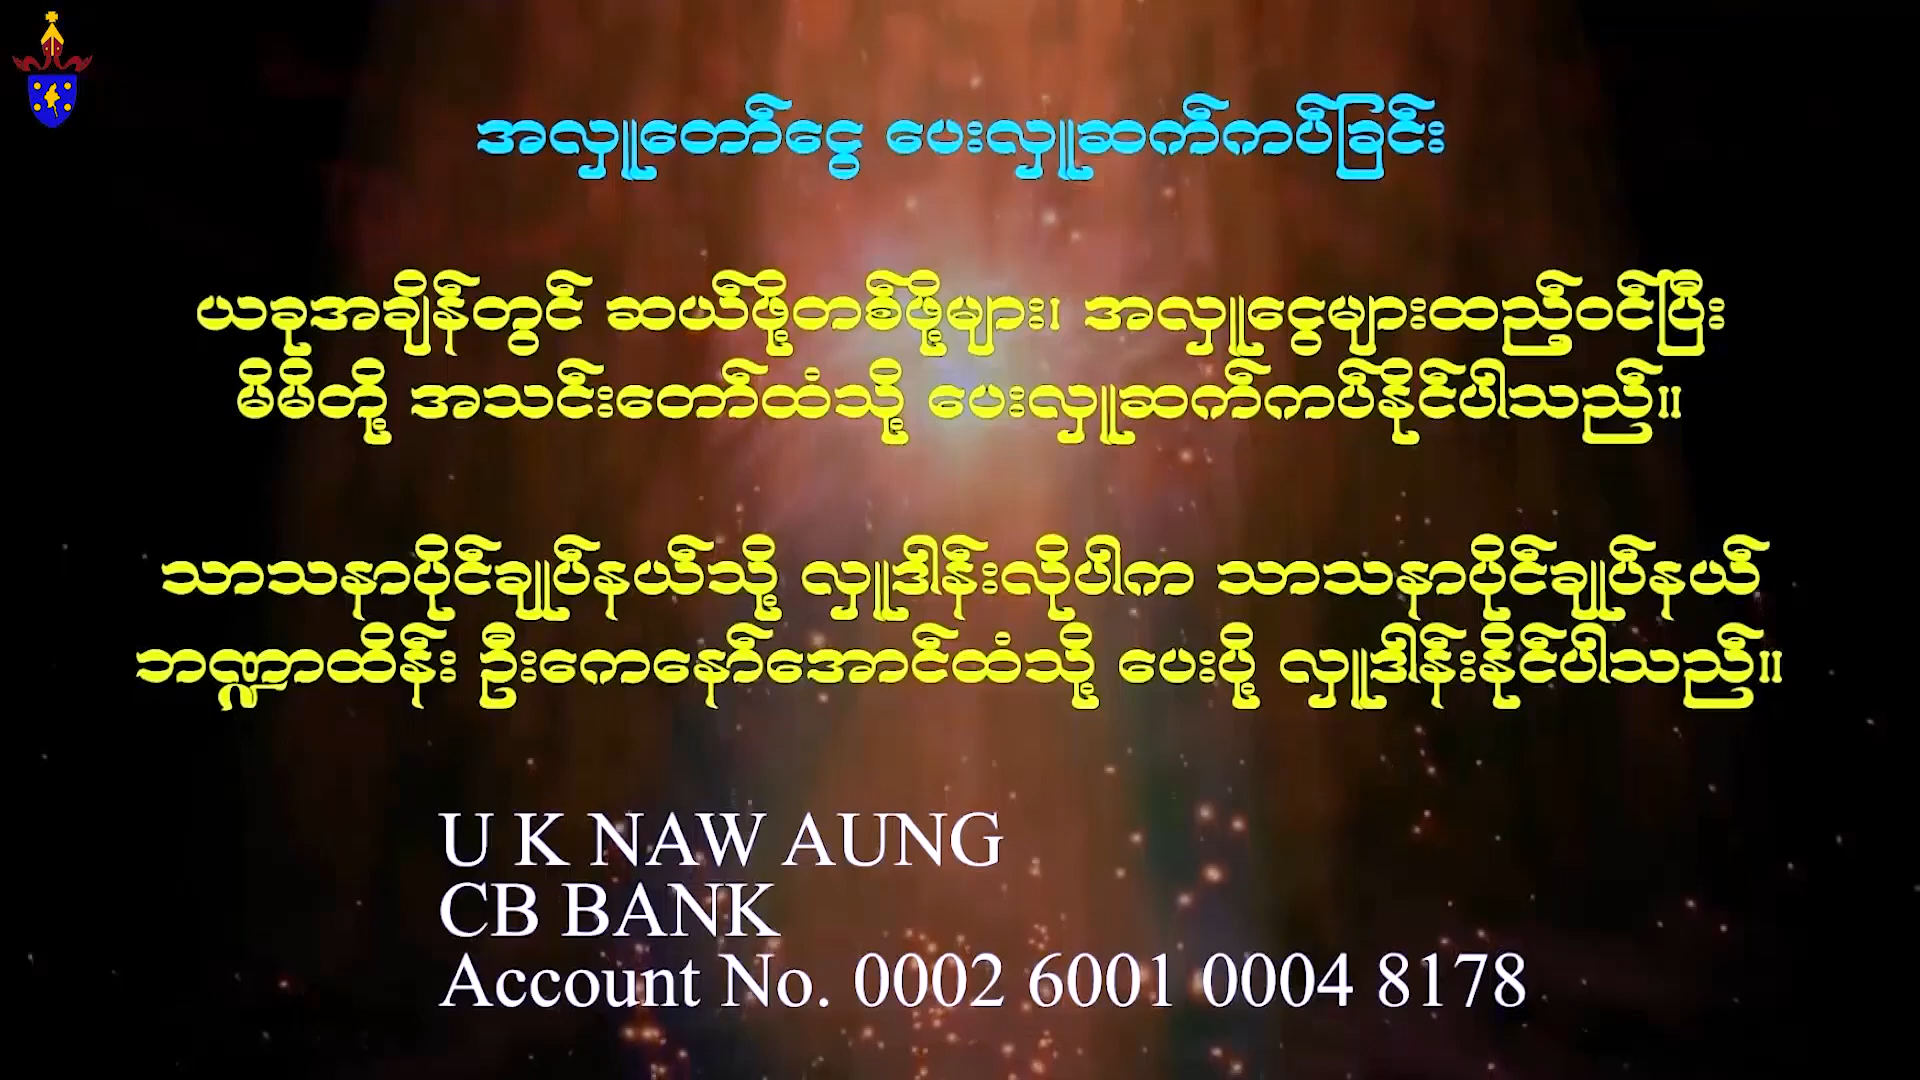 အလှူတော်ငွေ ပေးလှူဆက်ကပ်ခြင်း
ယခုအချိန်တွင် ဆယ်ဖို့တစ်ဖို့များ၊ အလှူငွေများထည့်ဝင်ပြီး
မိမိတို့ အသင်းတော်ထံသို့ ပေးလှူဆက်ကပ်နိုင်ပါသည်။
သာသနာပိုင်ချုပ်နယ်သို့ လှူဒါန်းလိုပါက သာသနာပိုင်ချုပ်နယ်
ဘဏ္ဍာထိန်း ဦးကေနော်အောင်ထံသို့ ပေးပို့ လှူဒါန်းနိုင်ပါသည်။
U K NAW AUNG
CB BANK
Account No. 0002 6001 0004 8178